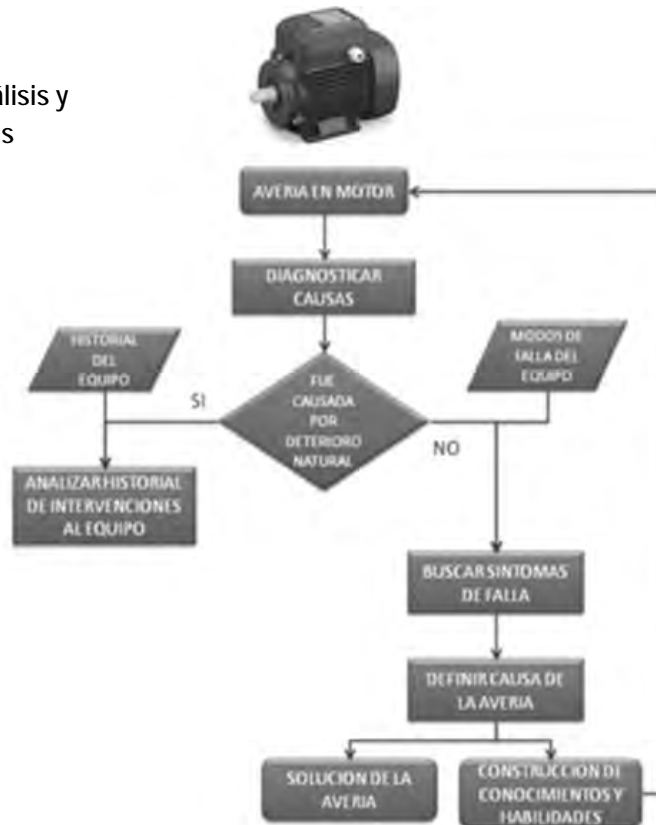 álisis y
s
AVERIA EN MOTOR
DIAGNOSTICAR
CAUSAS
HISTORIAL
DEL
EQUIPO
MODOS DE
FALLA DEL
EQUIPO
FUE
CAUSADA
POR
DETERIORO
NATURAL
SI
NO
ANALIZAR HISTORIAL
DE INTERVENCIONES
AL EQUIPO
BUSCAR SINTOMAS
DE FALLA
DEFINIR CAUSA DE
LA AVERIA
SOLUCION DE LA
AVERIA
CONSTRUCCION DE
CONOCIMIENTOS Y
HABILIDADES